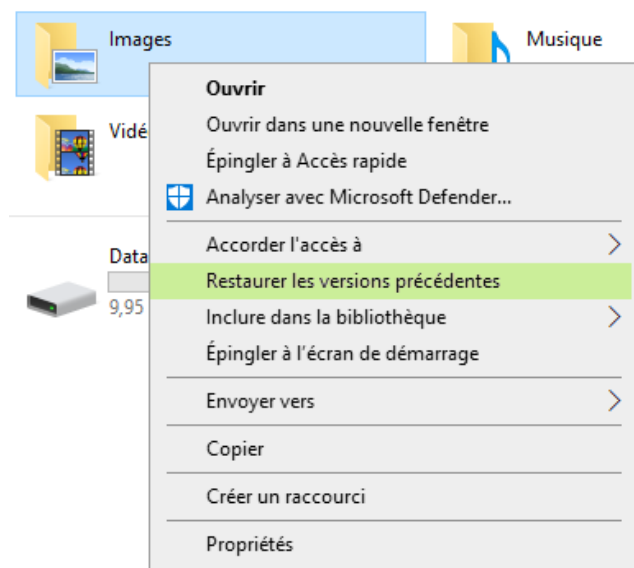 Images
Musique
Ouvrir
Vidé
Ouvrir dans une nouvelle fenêtre
Épingler à Accès rapide
Analyser avec Microsoft Defender...
Accorder l'accès à
Data
Restaurer les versions précédentes
9,95
Inclure dans la bibliothèque
Épingler à l'écran de démarrage
Envoyer vers
Copier
Créer un raccourci
Propriétés